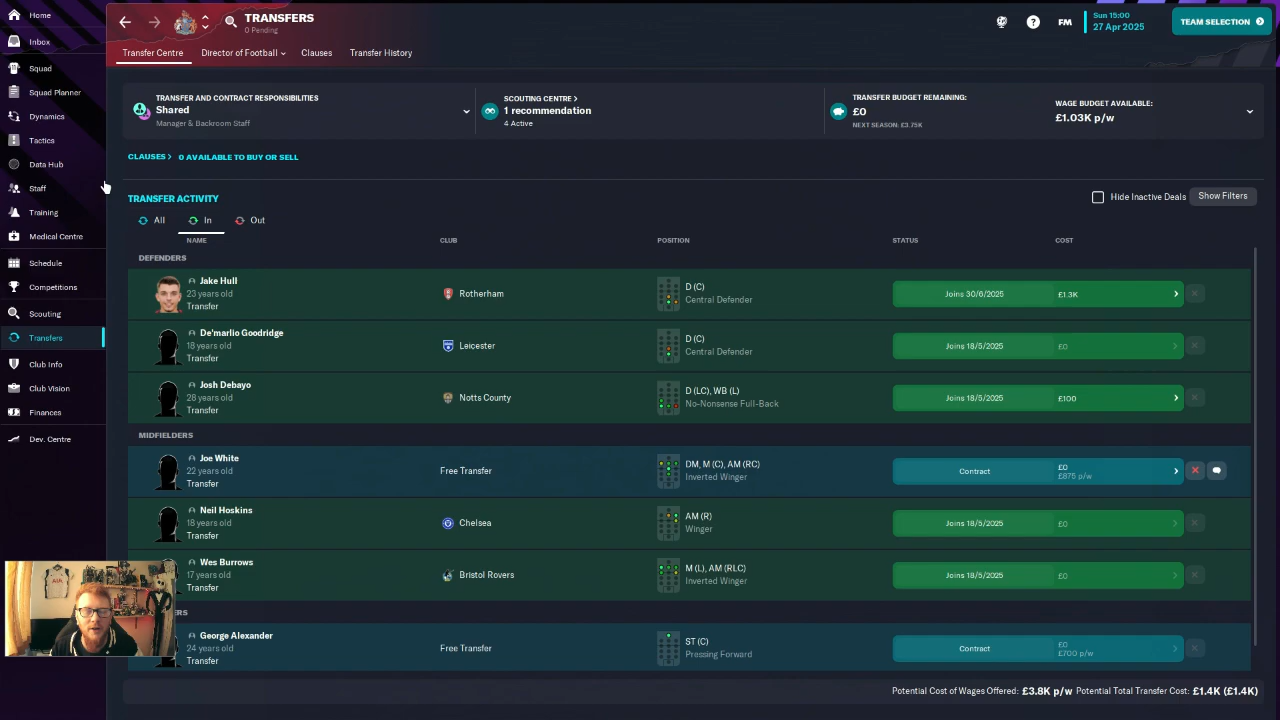 Home
Inbox
Squad
Squad Planner
Dynamics
Tactics
Data Hub
Staff
Training
Medical Centre
Schedule
Competitions
Scouting
Transfers
Club Info
Club Vision
Finances
Dev. Centre
TRANSFERS
0 Pending
FM
Sun 15:00
27 Apr 2025
TEAM SELECTION
Transfer Centre
Director of Football
Clauses
Transfer History
TRANSFER AND CONTRACT RESPONSIBILITIES
Shared
Manager & Backroom Staff
SCOUTING CENTRE >
1 recommendation
4 Active
TRANSFER BUDGET REMAINING:
£0
NEXT SEASON: £3.75K
WAGE BUDGET AVAILABLE:
£1.03K p/w
CLAUSES > 0 AVAILABLE TO BUY OR SELL
TRANSFER ACTIVITY
Hide Inactive Deals Show Filters
All In Out
NAME CLUB POSITION STATUS COST
DEFENDERS
Jake Hull
23 years old
Transfer
Rotherham
D (C)
Central Defender
Joins 30/6/2025 £1.3K
De'marlio Goodridge
18 years old
Transfer
Leicester
D (C)
Central Defender
Joins 18/5/2025 £0
Josh Debayo
28 years old
Transfer
Notts County
D (LC), WB (L)
No-Nonsense Full-Back
Joins 18/5/2025 £100
MIDFIELDERS
Joe White
22 years old
Transfer
Free Transfer
DM, M (C), AM (RC)
Inverted Winger
Contract
£0
£875 p/w
Neil Hoskins
18 years old
Transfer
Chelsea
AM (R)
Winger
Joins 18/5/2025 £0
Wes Burrows
17 years old
Transfer
Bristol Rovers
M (L), AM (RLC)
Inverted Winger
Joins 18/5/2025 £0
ERS
George Alexander
24 years old
Transfer
Free Transfer
ST (C)
Pressing Forward
Contract
£0
£700 p/w
Potential Cost of Wages Offered: £3.8K p/w Potential Total Transfer Cost: £1.4K (£1.4K)